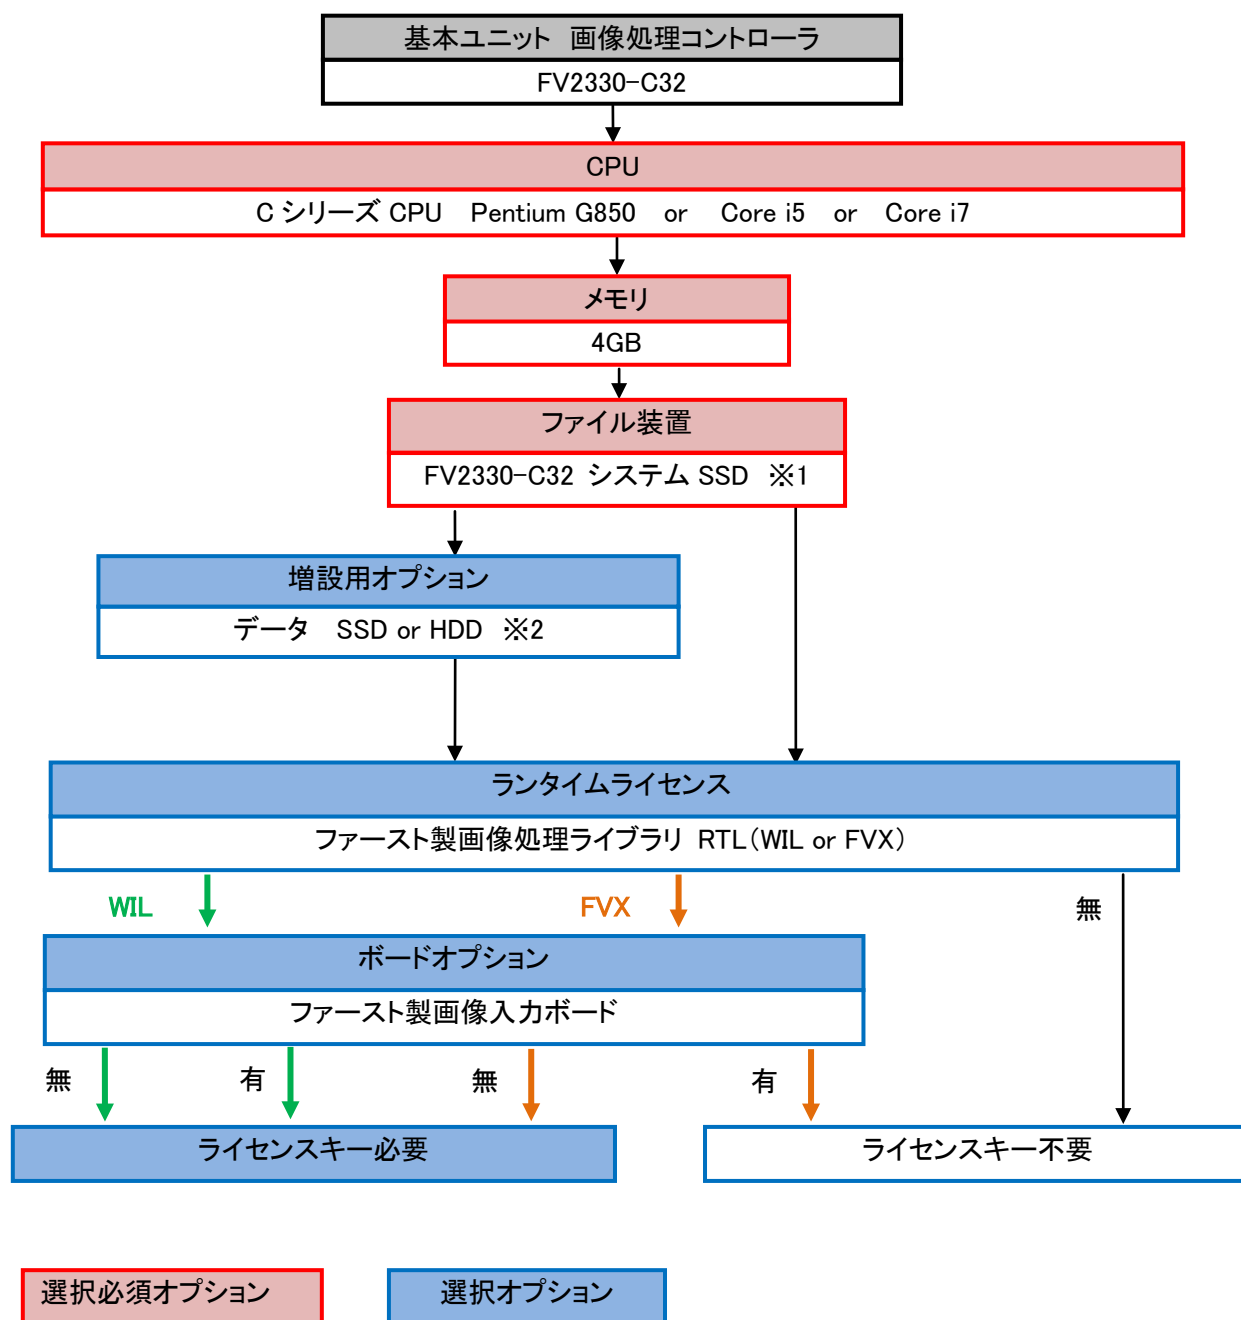 基本ユニット　画像処理コントローラ
FV2330-C32
CPU
C シリーズ CPU　Pentium G850　or　Core i5　or　Core i7
メモリ
4GB
ファイル装置
FV2330-C32 システム SSD　※1
増設用オプション
データ　SSD or HDD　※2
ランタイムライセンス
ファースト製画像処理ライブラリ RTL（WIL or FVX）
WIL
FVX
無
ボードオプション
ファースト製画像入力ボード
無
有
無
有
ライセンスキー必要
ライセンスキー不要
選択必須オプション
選択オプション